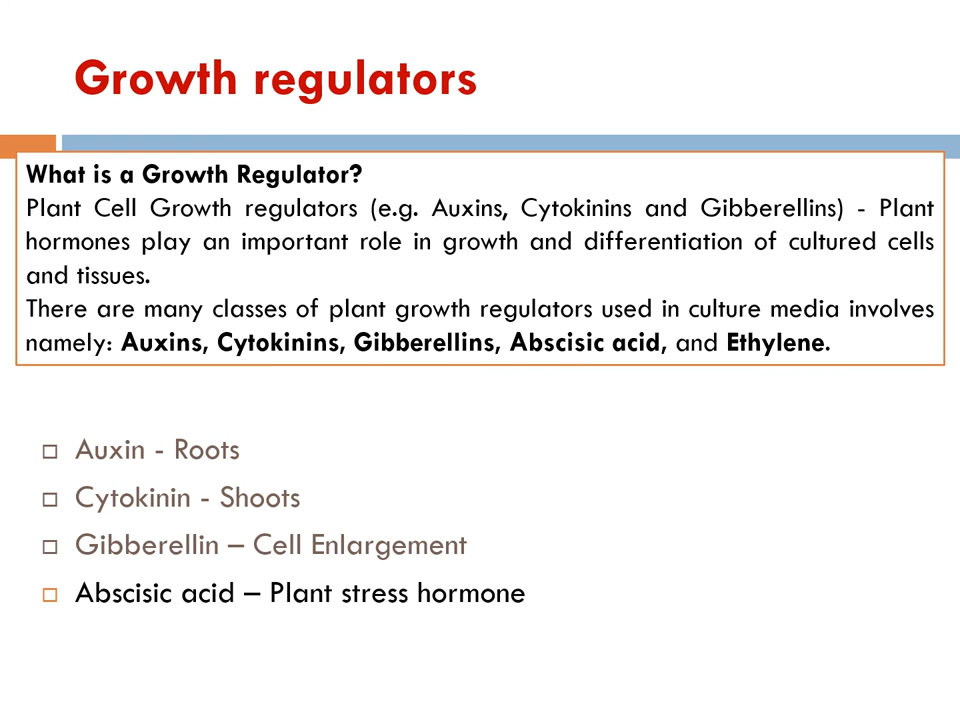 Growth regulators
What is a Growth Regulator?
Plant Cell Growth regulators (e.g. Auxins, Cytokinins and Gibberellins) - Plant
hormones play an important role in growth and differentiation of cultured cells
and tissues.
There are many classes of plant growth regulators used in culture media involves
namely: Auxins, Cytokinins, Gibberellins, Abscisic acid, and Ethylene.
Auxin - Roots
Cytokinin - Shoots
Gibberellin – Cell Enlargement
Abscisic acid – Plant stress hormone